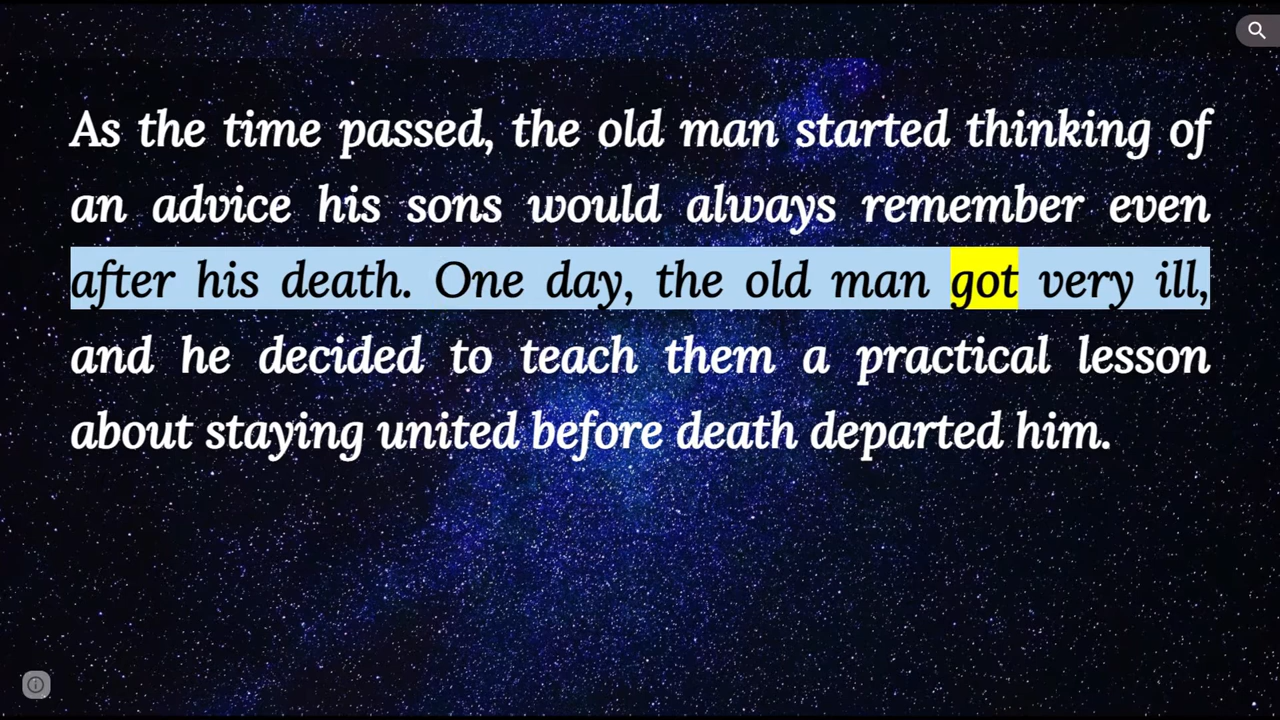 As the time passed, the old man started thinking of
an advice his sons would always remember even
after his death. One day, the old man got very ill,
and he decided to teach them a practical lesson
about staying united before death departed him.